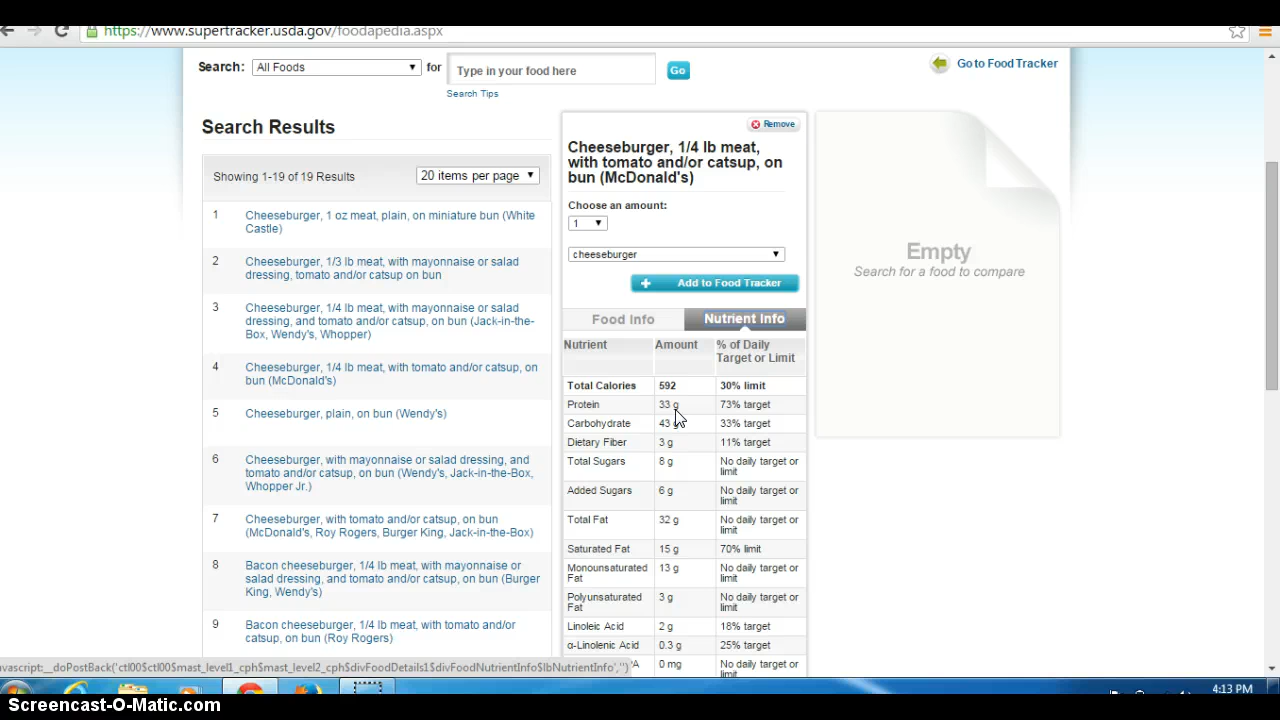 https://www.supertracker.usda.gov/foodapedia.aspx
Search: All Foods for Type in your food here Go
Search Tips
Go to Food Tracker
Search Results
Showing 1-19 of 19 Results 20 items per page
1 Cheeseburger, 1 oz meat, plain, on miniature bun (White
Castle)
2 Cheeseburger, 1/3 lb meat, with mayonnaise or salad
dressing, tomato and/or catsup on bun
3 Cheeseburger, 1/4 lb meat, with mayonnaise or salad
dressing, and tomato and/or catsup, on bun (Jack-in-the-
Box, Wendy's, Whopper)
4 Cheeseburger, 1/4 lb meat, with tomato and/or catsup, on
bun (McDonald's)
5 Cheeseburger, plain, on bun (Wendy's)
6 Cheeseburger, with mayonnaise or salad dressing, and
tomato and/or catsup, on bun (Wendy's, Jack-in-the-Box,
Whopper Jr.)
7 Cheeseburger, with tomato and/or catsup, on bun
(McDonald's, Roy Rogers, Burger King, Jack-in-the-Box)
8 Bacon cheeseburger, 1/4 lb meat, with mayonnaise or
salad dressing, and tomato and/or catsup, on bun (Burger
King, Wendy's)
9 Bacon cheeseburger, 1/4 lb meat, with tomato and/or
catsup, on bun (Roy Rogers)
Remove
Cheeseburger, 1/4 lb meat,
with tomato and/or catsup, on
bun (McDonald's)
Choose an amount:
1
cheeseburger
Add to Food Tracker
Food Info Nutrient Info
Nutrient Amount % of Daily
Target or Limit
Total Calories 592 30% limit
Protein 33 g 73% target
Carbohydrate 43 33% target
Dietary Fiber 3 g 11% target
Total Sugars 8 g No daily target or
limit
Added Sugars 6 g No daily target or
limit
Total Fat 32 g No daily target or
limit
Saturated Fat 15 g 70% limit
Monounsaturated 13 g No daily target or
Fat limit
Polyunsaturated 3 g No daily target or
Fat limit
Linoleic Acid 2 g 18% target
α-Linolenic Acid 0.3 g 25% target
0 mg No daily target or
limit
Empty
Search for a food to compare
avascript:__doPostBack('ctl00$ctl00$mast_level1_cph$mast_level2_cph$divFoodDetails1$divFoodNutrientInfo$lbNutrientInfo','')
4:13 PM
Screencast-O-Matic.com